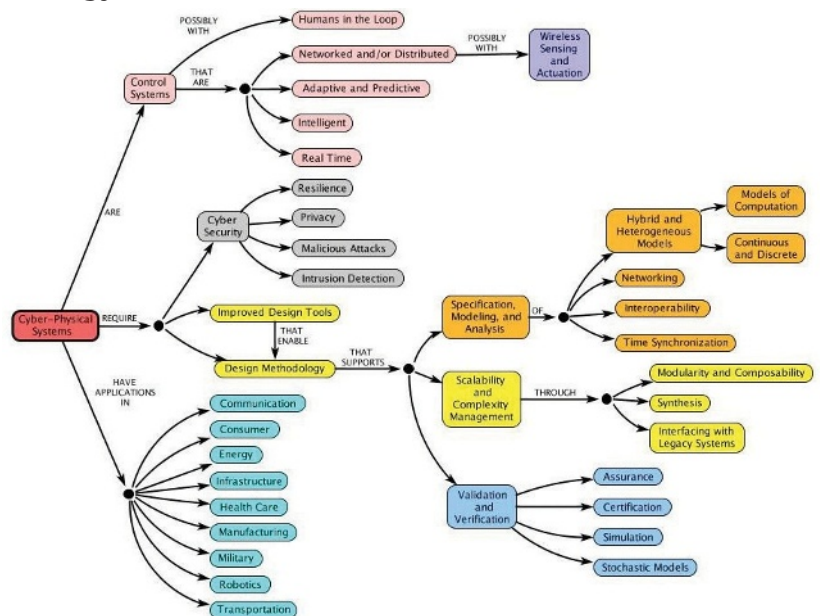 POSSIBLY
WITH
Humans in the Loop
Networked and/or Distributed
POSSIBLY
WITH
Wireless
Sensing
and
Actuation
Control
Systems
THAT
ARE
Adaptive and Predictive
Intelligent
Real Time
ARE
Cyber
Security
Resilience
Privacy
Malicious Attacks
Intrusion Detection
Cyber-Physical
Systems
REQUIRE
Improved Design Tools
THAT
ENABLE
Design Methodology
THAT
SUPPORTS
Specification,
Modeling, and
Analysis
OF
Hybrid and
Heterogeneous
Models
Models of
Computation
Continuous
and Discrete
Networking
Interoperability
Time Synchronization
Scalability
and
Complexity
Management
THROUGH
Modularity and Composability
Synthesis
Interfacing with
Legacy Systems
Validation
and
Verification
Assurance
Certification
Simulation
Stochastic Models
HAVE
APPLICATIONS
IN
Communication
Consumer
Energy
Infrastructure
Health Care
Manufacturing
Military
Robotics
Transportation